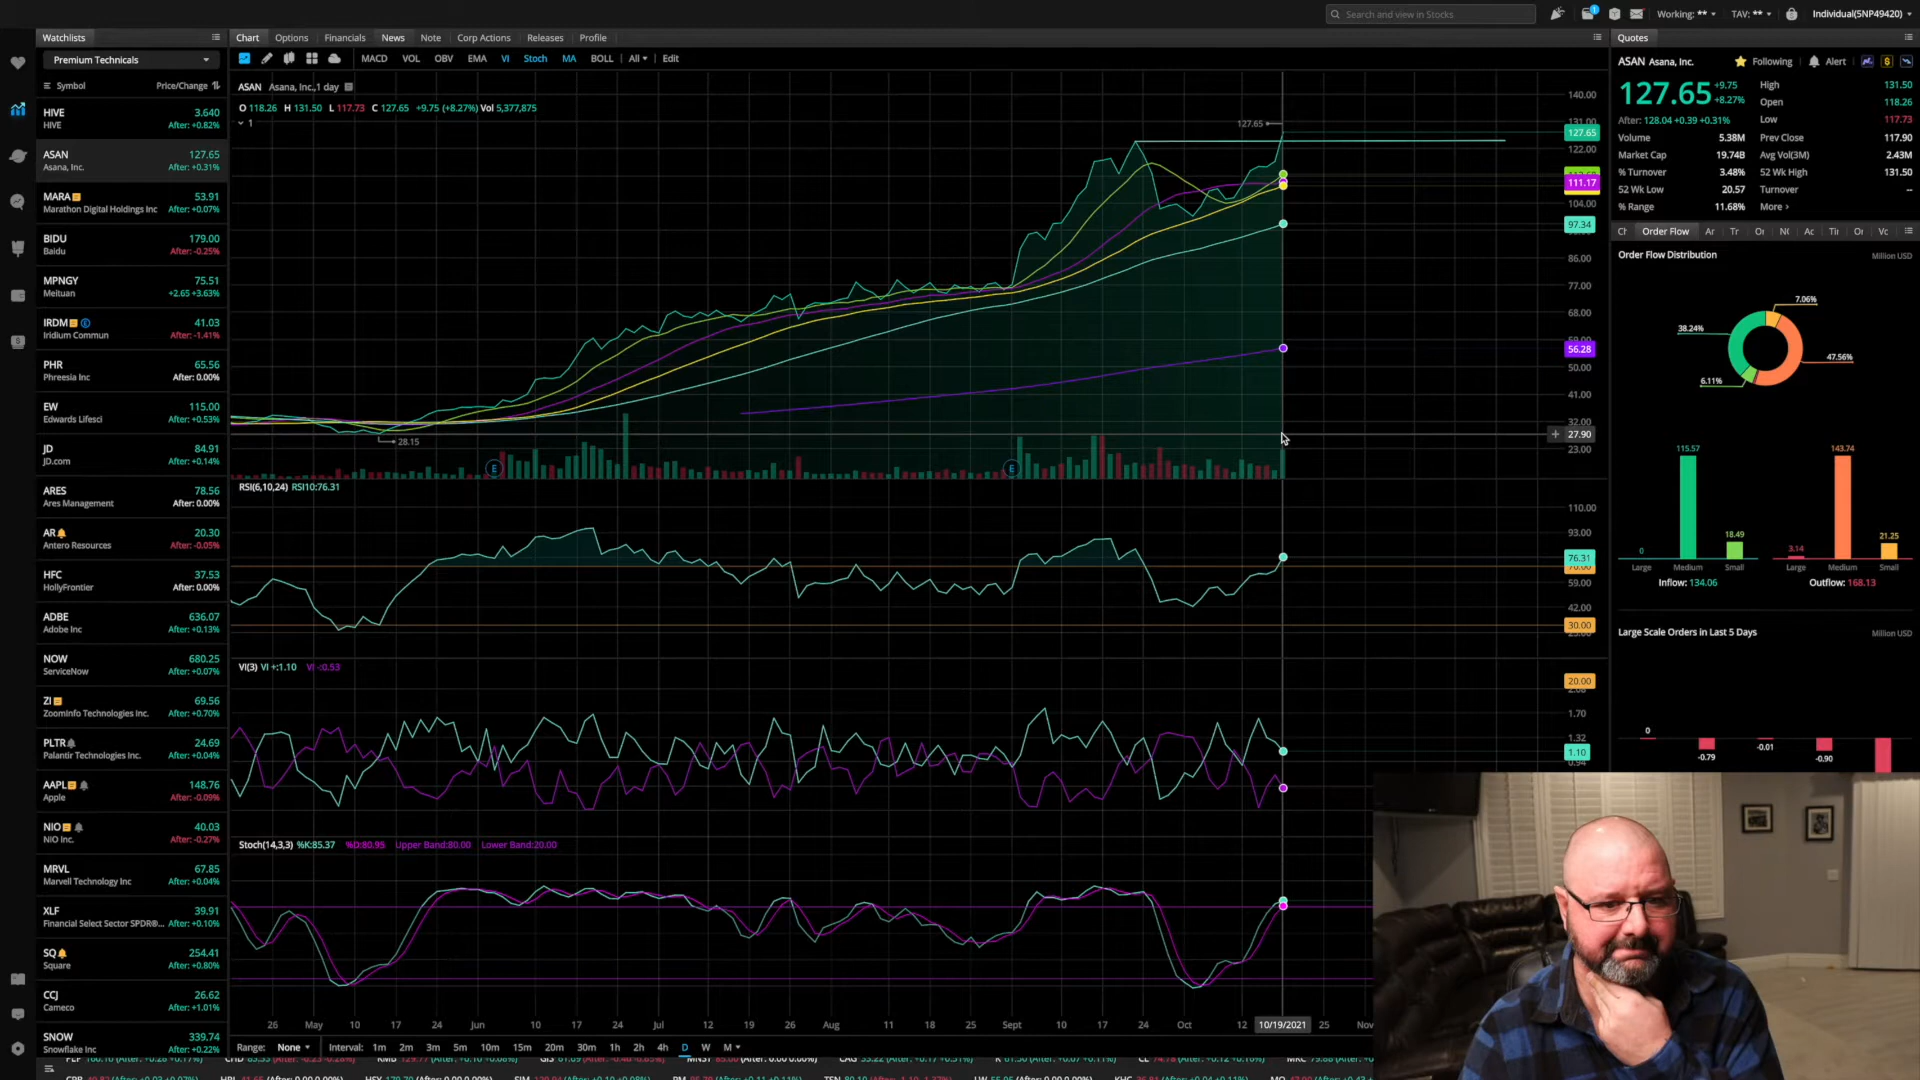 Search and view in Stocks
1
Working: **
TAV: **
Individual(5NP49420)
Watchlists
Chart Options Financials News Note Corp Actions Releases Profile
Quotes
Premium Technicals
MACD VOL OBV EMA VI Stoch MA BOLL All Edit
ASAN Asana, Inc.
Following
Alert
Symbol Price/Change
ASAN Asana, Inc.,1 day
O 118.26 H 131.50 L 117.73 C 127.65 +9.75 (+8.27%) Vol 5,377,875
1
127.65 +9.75
+8.27%
After: 128.04 +0.39 +0.31%
High 131.50
Open 118.26
Low 117.73
Volume 5.38M Prev Close 117.90
Market Cap 19.74B Avg Vol(3M) 2.43M
% Turnover 3.48% 52 Wk High 131.50
52 Wk Low 20.57 Turnover --
% Range 11.68% More >
HIVE 3.640
HIVE After: +0.82%
ASAN 127.65
Asana, Inc. After: +0.31%
MARA 53.91
Marathon Digital Holdings Inc After: +0.07%
BIDU 179.00
Baidu After: -0.25%
MPNGY 75.51
Meituan +2.65 +3.63%
IRDM E 41.03
Iridium Commun After: -1.41%
PHR 65.56
Phreesia Inc After: 0.00%
EW 115.00
Edwards Lifesci After: +0.53%
JD 84.91
JD.com After: +0.14%
ARES 78.56
Ares Management After: 0.00%
AR 20.30
Antero Resources After: -0.05%
HFC 37.53
HollyFrontier After: 0.00%
ADBE 636.07
Adobe Inc After: +0.13%
NOW 680.25
ServiceNow After: +0.07%
ZI 69.56
ZoomInfo Technologies Inc. After: +0.70%
PLTR 24.69
Palantir Technologies Inc. After: +0.04%
AAPL 148.76
Apple After: -0.09%
NIO 40.03
NIO Inc. After: -0.27%
MRVL 67.85
Marvell Technology Inc After: +0.04%
XLF 39.91
Financial Select Sector SPDR®... After: +0.10%
SQ 254.41
Square After: +0.80%
CCJ 26.62
Cameco After: +1.01%
SNOW 339.74
Snowflake Inc After: +0.22%
127.65
28.15
E
E
140.00
131.00
127.65
122.00
111.17
104.00
97.34
86.00
77.00
68.00
56.28
50.00
41.00
32.00
27.90
23.00
RSI(6,10,24) RSI10:76.31
110.00
93.00
76.31
70.00
59.00
42.00
30.00
VI(3) VI +:1.10 VI -:0.53
20.00
1.70
1.32
1.10
0.94
Stoch(14,3,3) %K:85.37 %D:80.95 Upper Band:80.00 Lower Band:20.00
26 May 10 17 24 Jun 10 17 24 Jul 12 19 26 Aug 11 18 25 Sept 10 17 24 Oct 12 10/19/2021 25 Nov
Range: None Interval: 1m 2m 3m 5m 10m 15m 20m 30m 1h 2h 4h D W M
Order Flow
Order Flow Distribution Million USD
7.06%
38.24%
47.56%
6.11%
115.57
143.74
18.49
21.25
0
3.14
Large Medium Small Large Medium Small
Inflow: 134.06 Outflow: 168.13
Large Scale Orders in Last 5 Days Million USD
0
-0.79
-0.01
-0.90